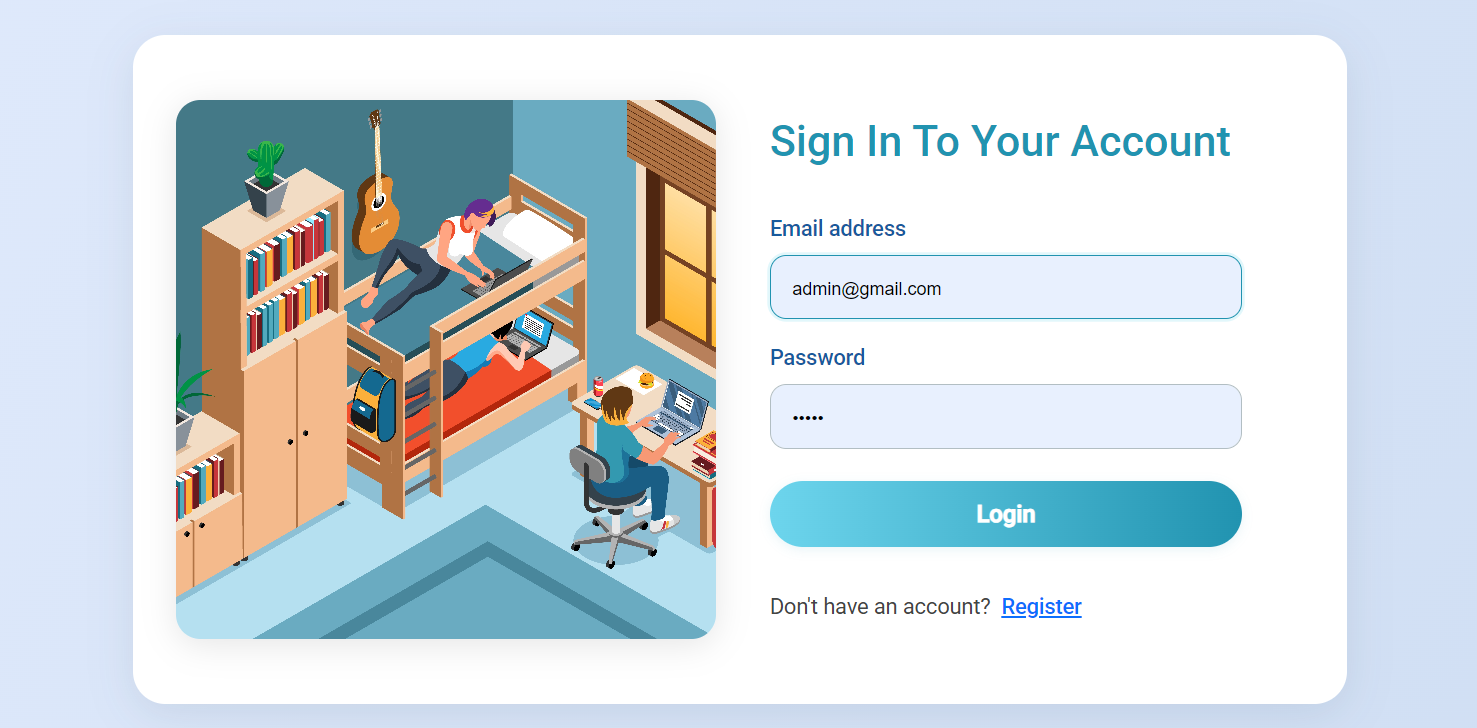 Sign In To Your Account
Email address
admin@gmail.com
Password
•••••
Login
Don't have an account? Register